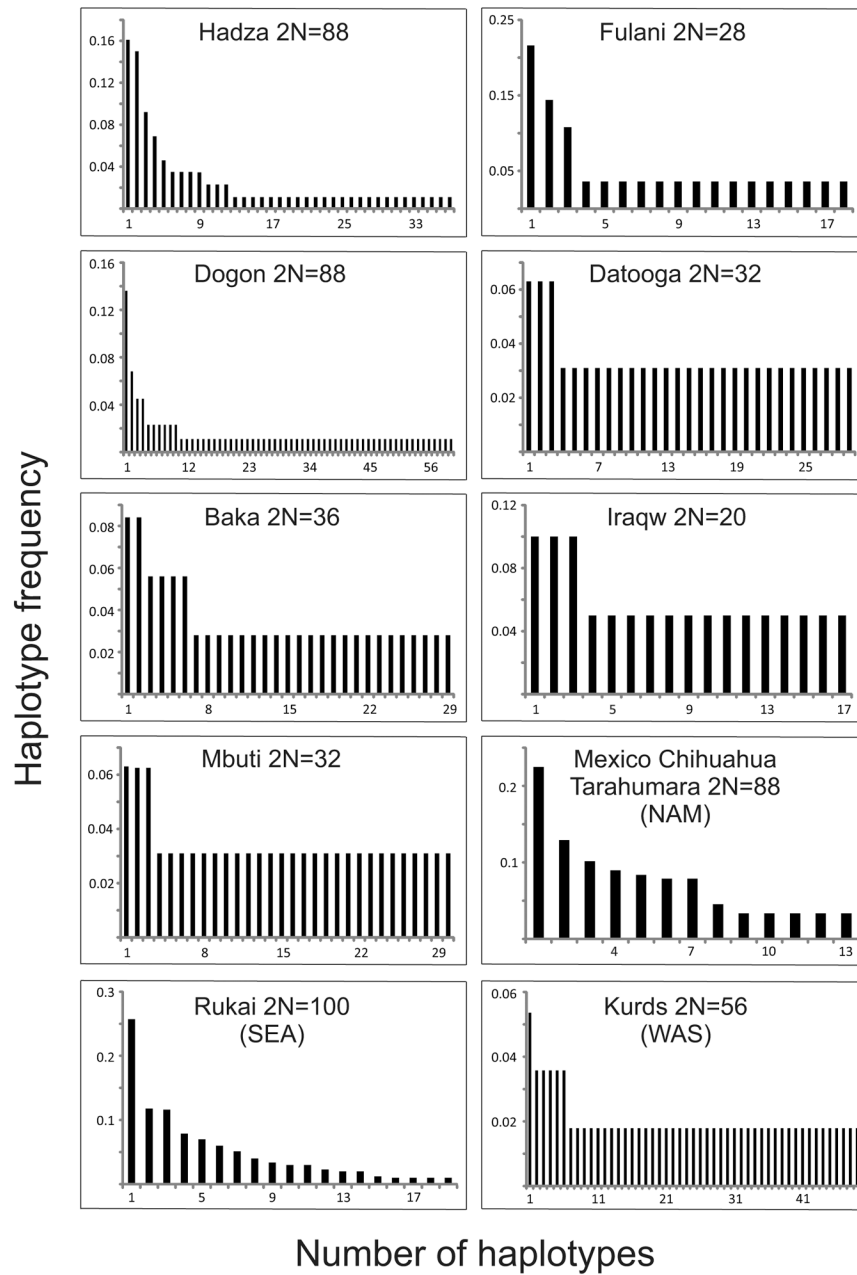 Haplotype frequency
Hadza 2N=88
0.16
0.12
0.08
0.04
1 9 17 25 33
Fulani 2N=28
0.25
0.15
0.05
1 5 9 13 17
Dogon 2N=88
0.16
0.12
0.08
0.04
1 12 23 34 45 56
Datooga 2N=32
0.06
0.04
0.02
1 7 13 19 25
Baka 2N=36
0.08
0.06
0.04
0.02
1 8 15 22 29
Iraqw 2N=20
0.12
0.08
0.04
1 5 9 13 17
Mbuti 2N=32
0.06
0.04
0.02
1 8 15 22 29
Mexico Chihuahua
Tarahumara 2N=88
(NAM)
0.2
0.1
4 7 10 13
Rukai 2N=100
(SEA)
0.3
0.2
0.1
1 5 9 13 17
Kurds 2N=56
(WAS)
0.06
0.04
0.02
1 11 21 31 41
Number of haplotypes